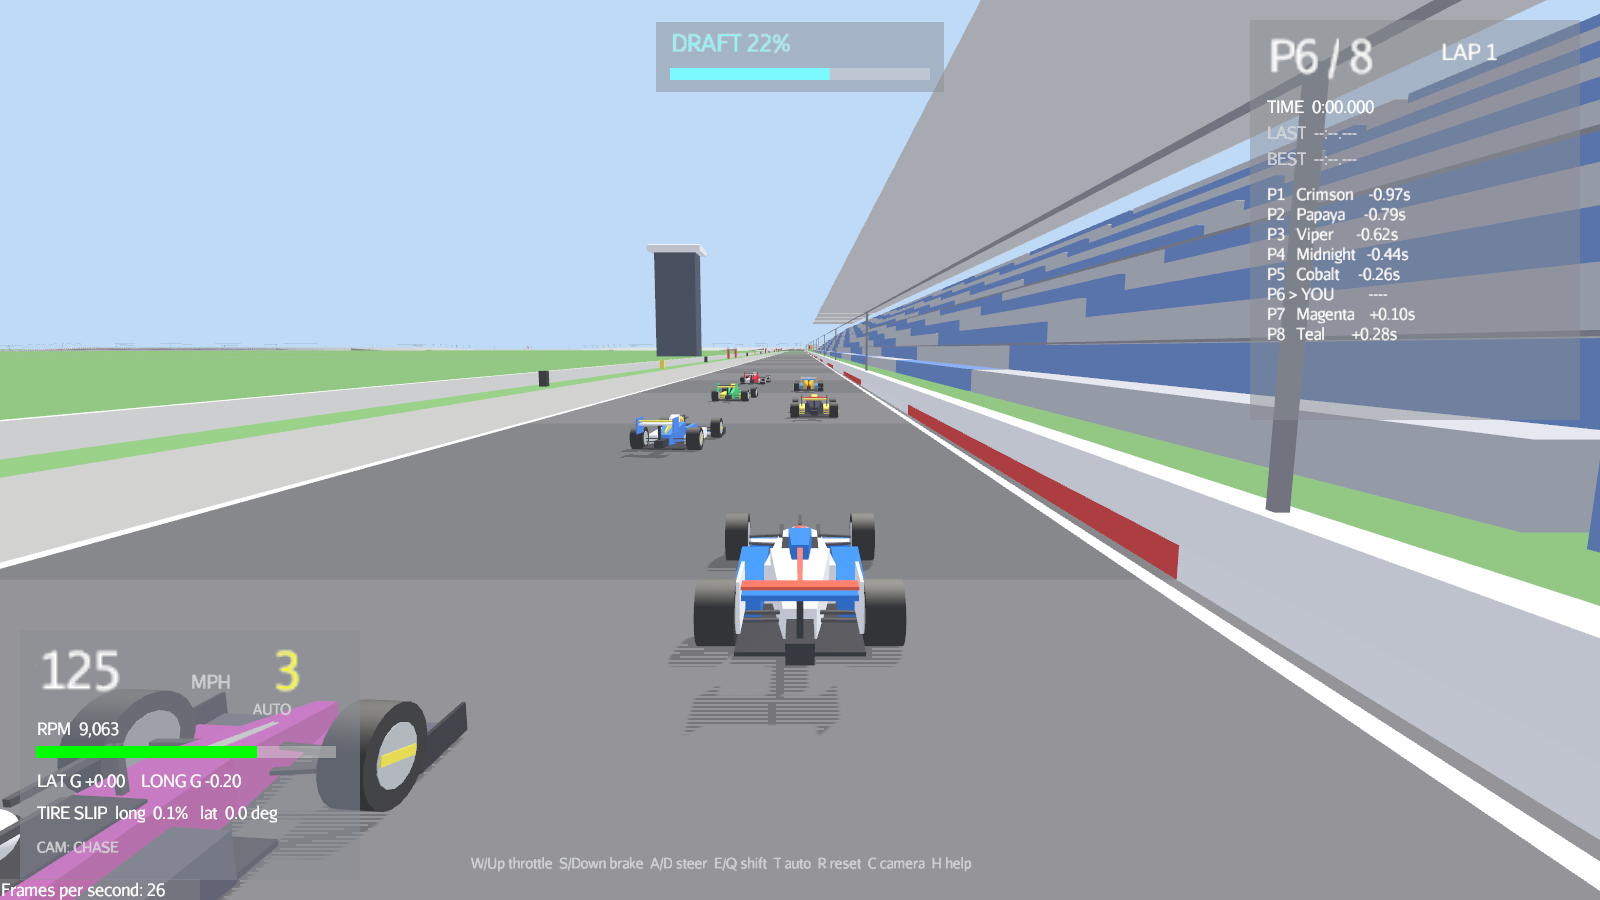 DRAFT 22%
P6 / 8 LAP 1
TIME 0:00.000
LAST --:--.---
BEST --:--.---
P1 Crimson -0.97s
P2 Papaya -0.79s
P3 Viper -0.62s
P4 Midnight -0.44s
P5 Cobalt -0.26s
P6 > YOU ----
P7 Magenta +0.10s
P8 Teal +0.28s
125 MPH 3
AUTO
RPM 9,063
LAT G +0.00 LONG G -0.20
TIRE SLIP long 0.1% lat 0.0 deg
CAM: CHASE
W/Up throttle S/Down brake A/D steer E/Q shift T auto R reset C camera H help
Frames per second: 26